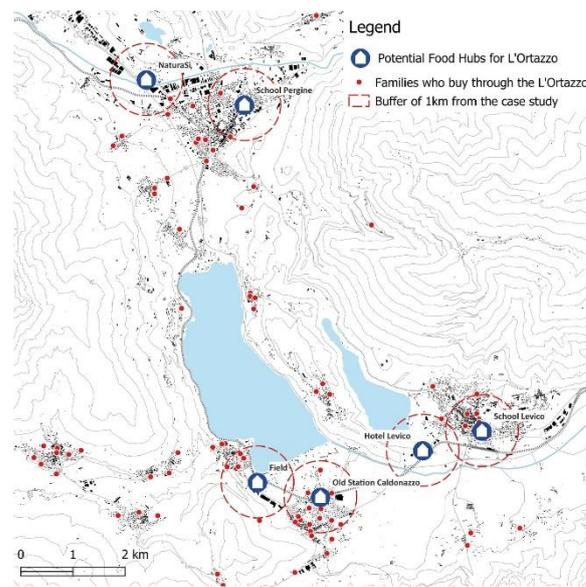 Legend
Potential Food Hubs for L'Ortazzo
Families who buy through the L'Ortazzo
Buffer of 1km from the case study
NaturaSì
School Pergine
School Levico
Hotel Levico
Field
Old Station Caldonazzo
0 1 2 km